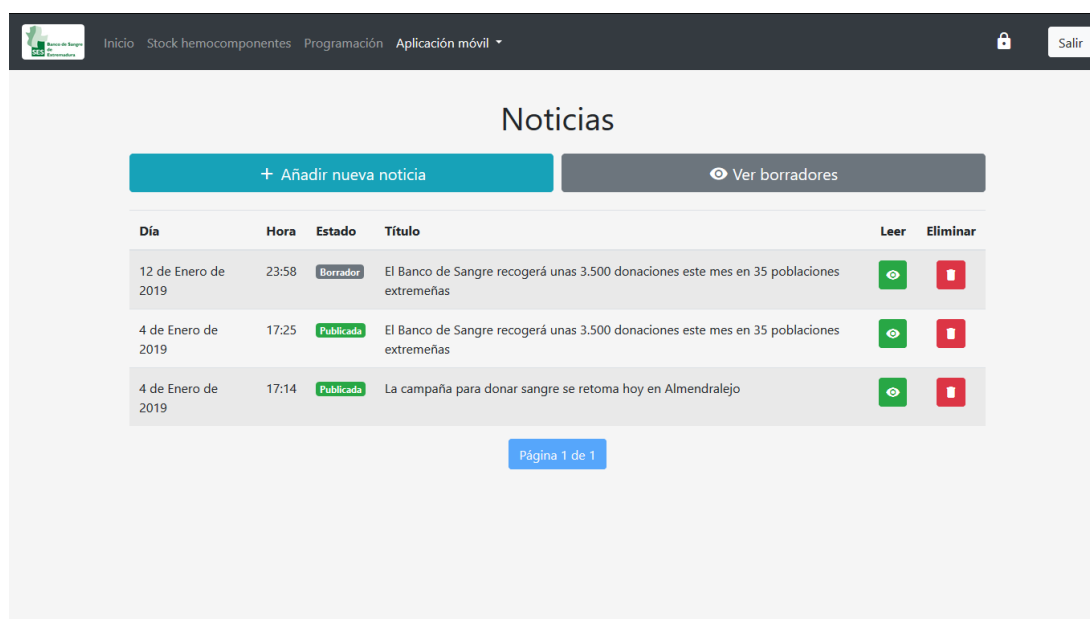 SES
Banco de Sangre
de
Extremadura
Inicio Stock hemocomponentes Programación Aplicación móvil
Salir
Noticias
+ Añadir nueva noticia
Ver borradores
Día Hora Estado Título Leer Eliminar
12 de Enero de 23:58 Borrador El Banco de Sangre recogerá unas 3.500 donaciones este mes en 35 poblaciones
2019 extremeñas
4 de Enero de 17:25 Publicada El Banco de Sangre recogerá unas 3.500 donaciones este mes en 35 poblaciones
2019 extremeñas
4 de Enero de 17:14 Publicada La campaña para donar sangre se retoma hoy en Almendralejo
2019
Página 1 de 1